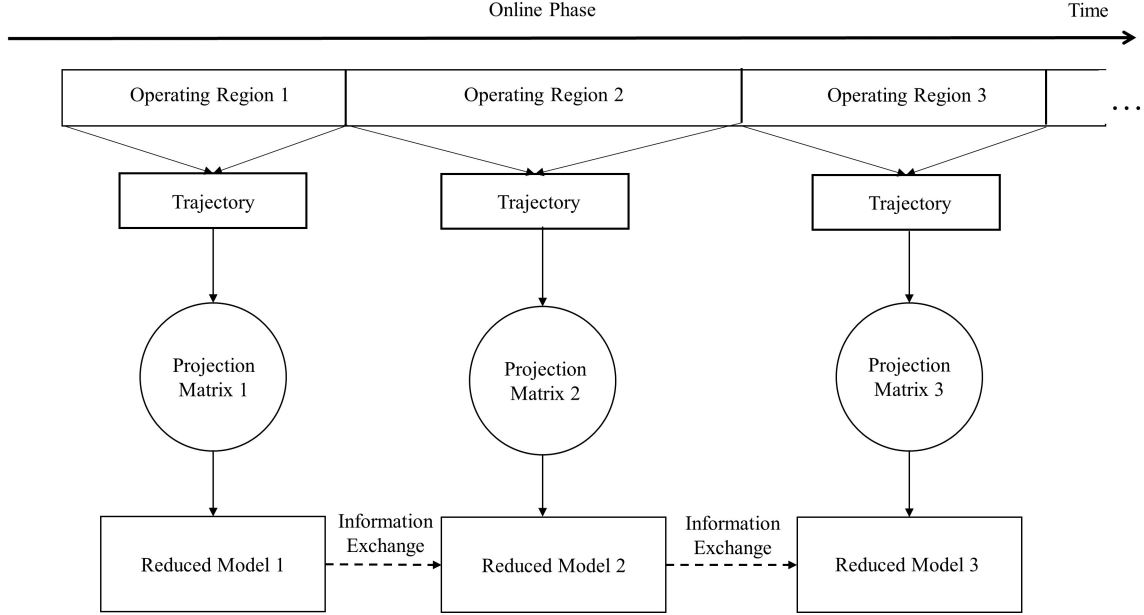 Online Phase
Time
Operating Region 1
Operating Region 2
Operating Region 3
...
Trajectory
Trajectory
Trajectory
Projection
Matrix 1
Projection
Matrix 2
Projection
Matrix 3
Reduced Model 1
Information
Exchange
Reduced Model 2
Information
Exchange
Reduced Model 3